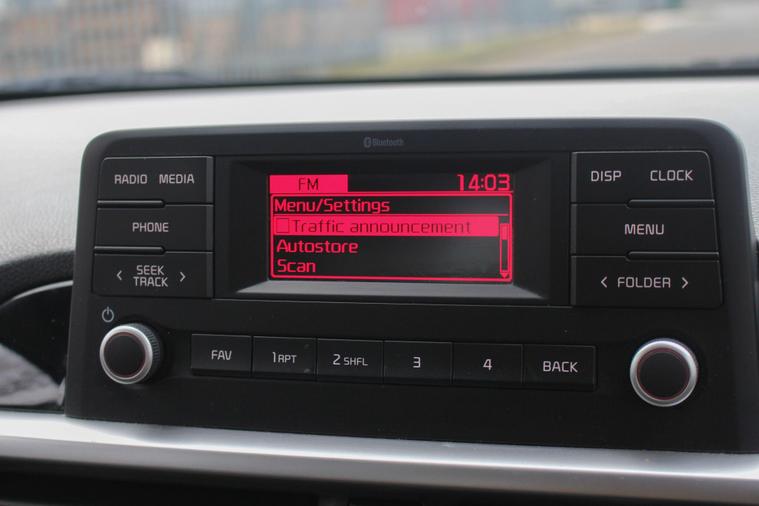 Bluetooth
RADIO MEDIA
PHONE
< SEEK >
TRACK
FM 14:03
Menu/Settings
Traffic announcement
Autostore
Scan
DISP CLOCK
MENU
< FOLDER >
FAV
1 RPT
2 SHFL
3
4
BACK